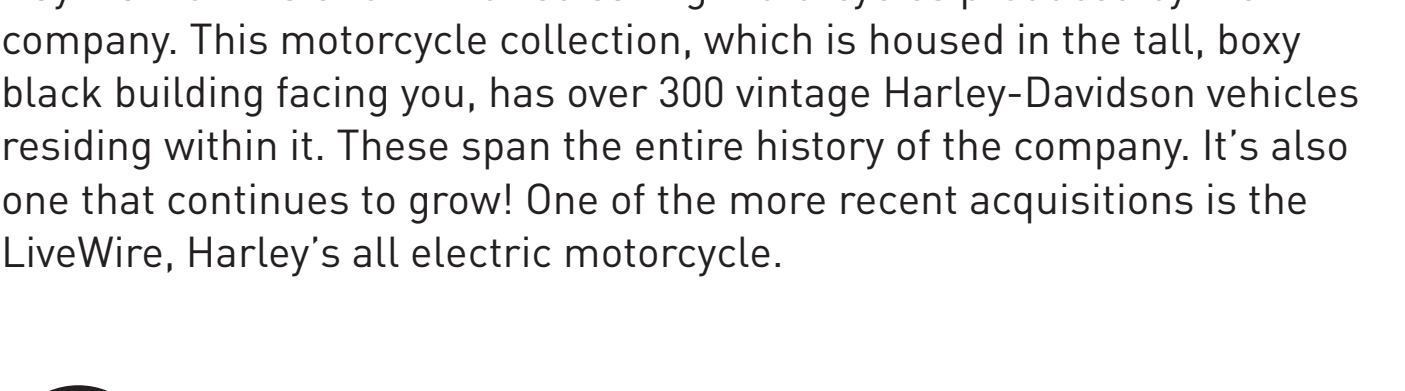 company. This motorcycle collection, which is housed in the tall, boxy
black building facing you, has over 300 vintage Harley-Davidson vehicles
residing within it. These span the entire history of the company. It’s also
one that continues to grow! One of the more recent acquisitions is the
LiveWire, Harley’s all electric motorcycle.